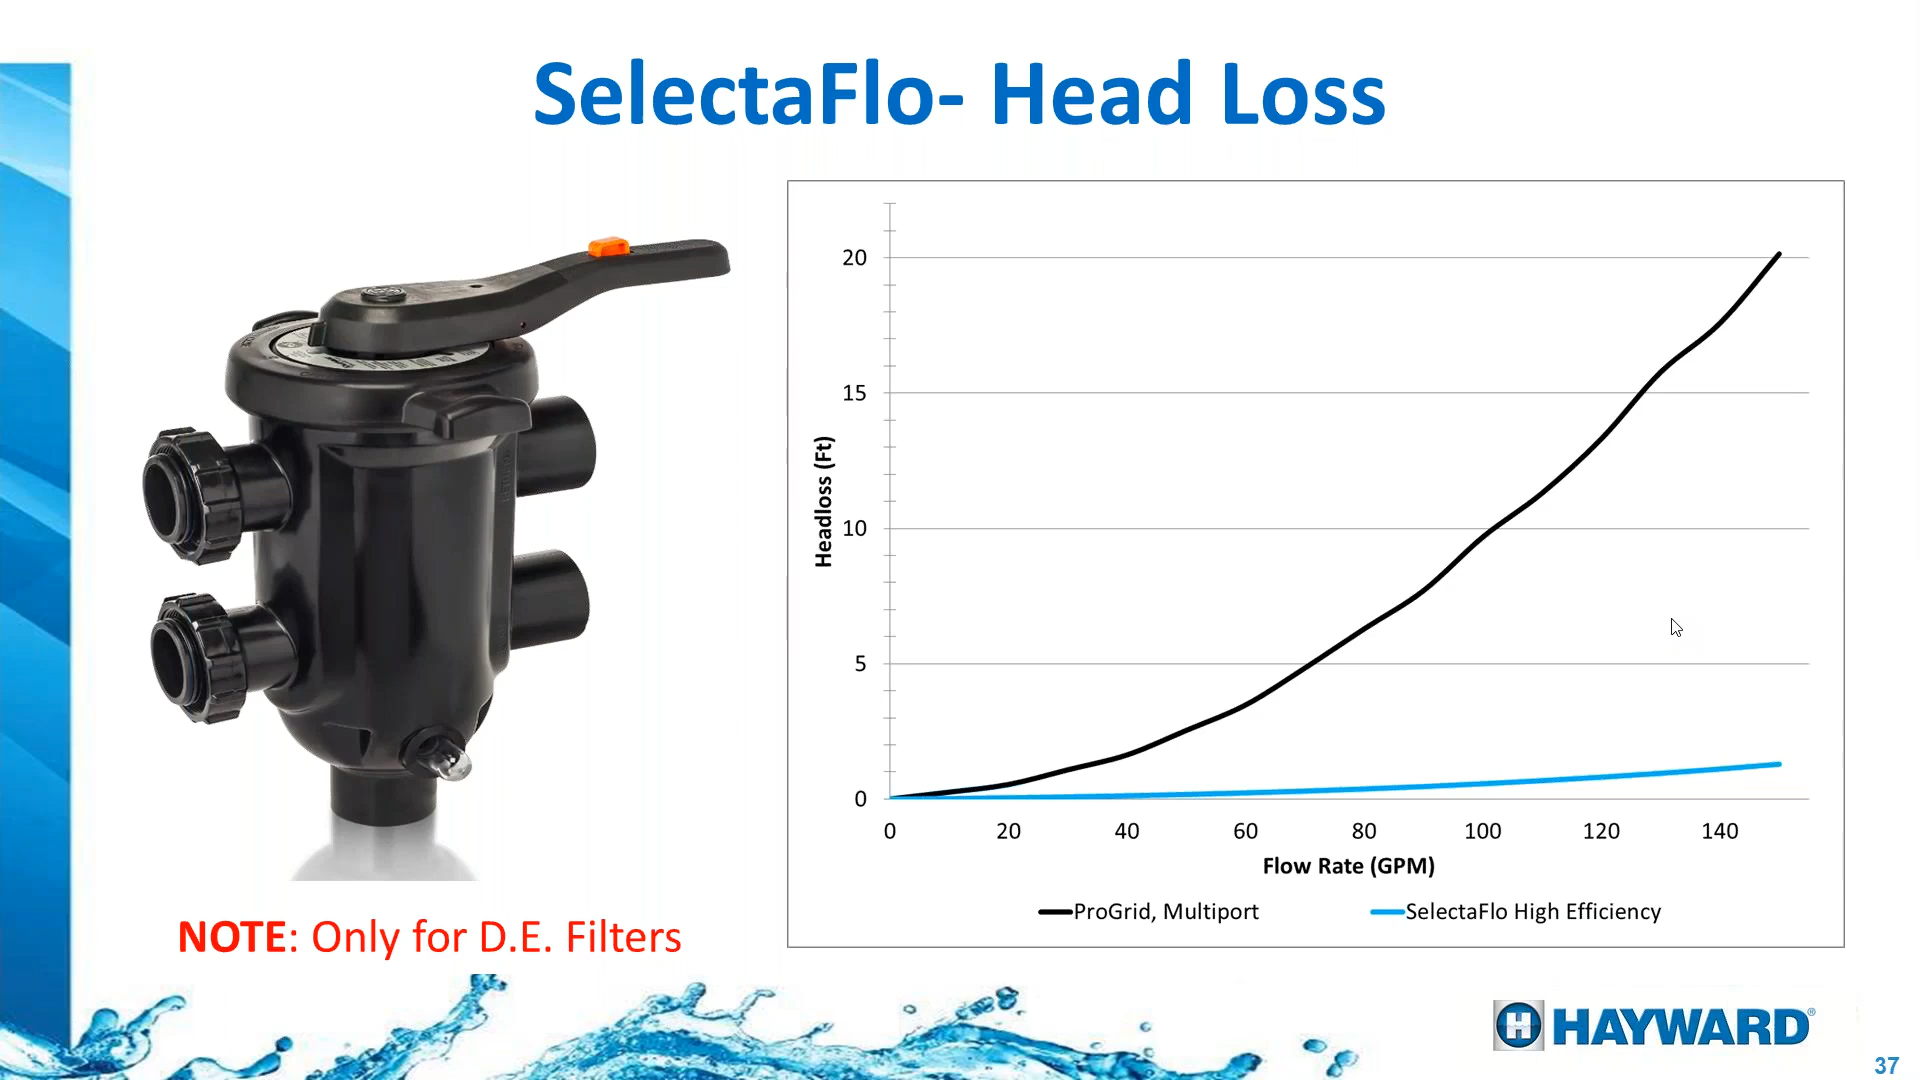 SelectaFlo- Head Loss
20
15
10
5
0
Headloss (Ft)
0 20 40 60 80 100 120 140
Flow Rate (GPM)
ProGrid, Multiport
SelectaFlo High Efficiency
NOTE: Only for D.E. Filters
HAYWARD®
37